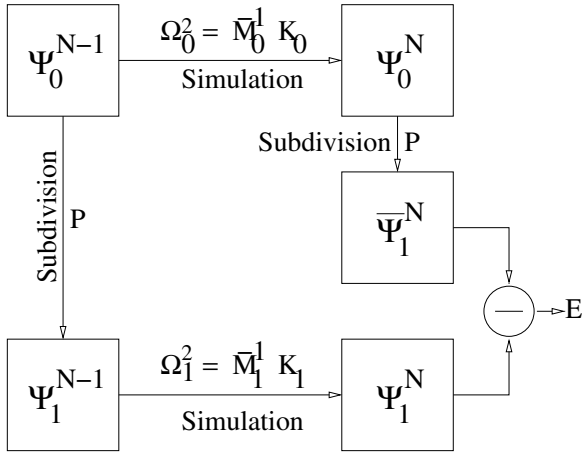 Ψ₀ᴺ⁻¹
Ω₀² = M̄₀¹ K₀
Simulation
Ψ₀ᴺ
Subdivision P
Subdivision
P
Ψ̅₁ᴺ
E
Ψ₁ᴺ⁻¹
Ω₁² = M̄₁¹ K₁
Simulation
Ψ₁ᴺ